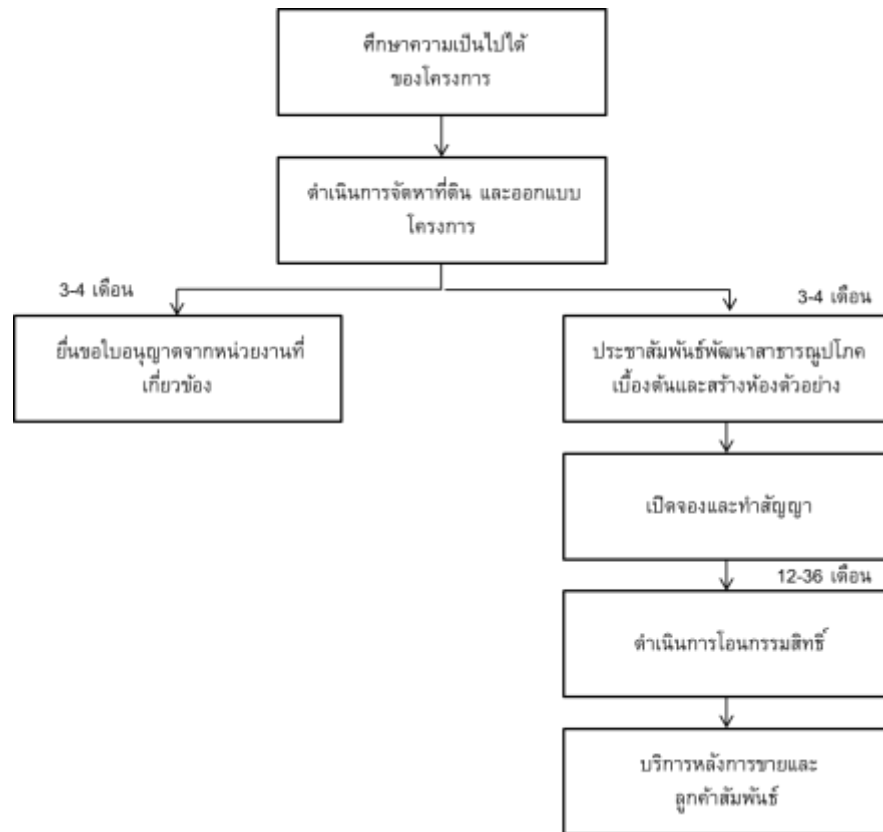 ศึกษาความเป็นไปได้
ของโครงการ
ดำเนินการจัดหาที่ดิน และออกแบบ
โครงการ
3-4 เดือน
ยื่นขอใบอนุญาตจากหน่วยงานที่
เกี่ยวข้อง
3-4 เดือน
ประชาสัมพันธ์พัฒนาสาธารณูปโภค
เบื้องต้นและสร้างห้องตัวอย่าง
เปิดจองและทำสัญญา
12-36 เดือน
ดำเนินการโอนกรรมสิทธิ์
บริการหลังการขายและ
ลูกค้าสัมพันธ์